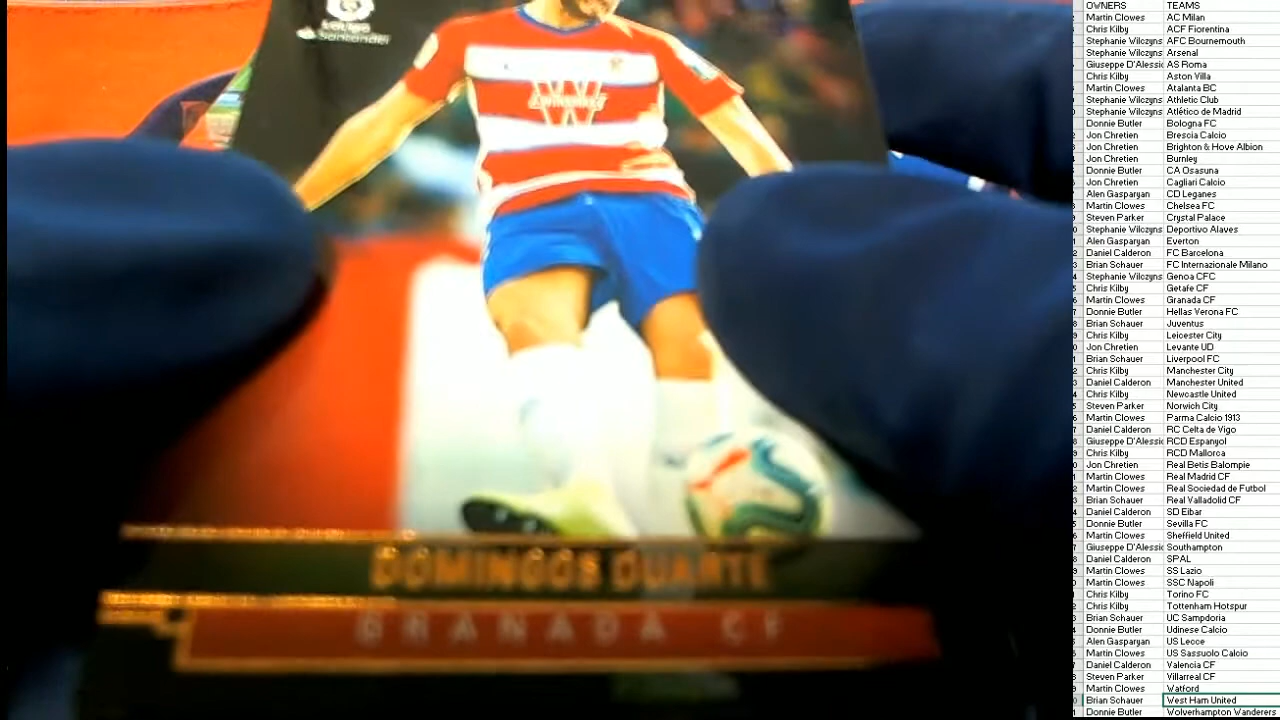 LaLiga
Santander
Winamax
OWNERS TEAMS
Martin Clowes AC Milan
Chris Kilby ACF Fiorentina
Stephanie Wilczyns AFC Bournemouth
Stephanie Wilczyns Arsenal
Giuseppe D'Alessio AS Roma
Chris Kilby Aston Villa
Martin Clowes Atalanta BC
Stephanie Wilczyns Athletic Club
Stephanie Wilczyns Atlético de Madrid
Donnie Butler Bologna FC
Jon Chretien Brescia Calcio
Jon Chretien Brighton & Hove Albion
Jon Chretien Burnley
Donnie Butler CA Osasuna
Jon Chretien Cagliari Calcio
Alen Gasparyan CD Leganes
Martin Clowes Chelsea FC
Steven Parker Crystal Palace
Stephanie Wilczyns Deportivo Alaves
Alen Gasparyan Everton
Daniel Calderon FC Barcelona
Brian Schauer FC Internazionale Milano
Stephanie Wilczyns Genoa CFC
Chris Kilby Getafe CF
Martin Clowes Granada CF
Donnie Butler Hellas Verona FC
Brian Schauer Juventus
Chris Kilby Leicester City
Jon Chretien Levante UD
Brian Schauer Liverpool FC
Chris Kilby Manchester City
Daniel Calderon Manchester United
Chris Kilby Newcastle United
Steven Parker Norwich City
Martin Clowes Parma Calcio 1913
Daniel Calderon RC Celta de Vigo
Giuseppe D'Alessio RCD Espanyol
Chris Kilby RCD Mallorca
Jon Chretien Real Betis Balompie
Martin Clowes Real Madrid CF
Martin Clowes Real Sociedad de Futbol
Brian Schauer Real Valladolid CF
Daniel Calderon SD Eibar
Donnie Butler Sevilla FC
Martin Clowes Sheffield United
Giuseppe D'Alessio Southampton
Daniel Calderon SPAL
Martin Clowes SS Lazio
Martin Clowes SSC Napoli
Chris Kilby Torino FC
Chris Kilby Tottenham Hotspur
Brian Schauer UC Sampdoria
Donnie Butler Udinese Calcio
Alen Gasparyan US Lecce
Martin Clowes US Sassuolo Calcio
Daniel Calderon Valencia CF
Steven Parker Villarreal CF
Martin Clowes Watford
Brian Schauer West Ham United
Donnie Butler Wolverhampton Wanderers